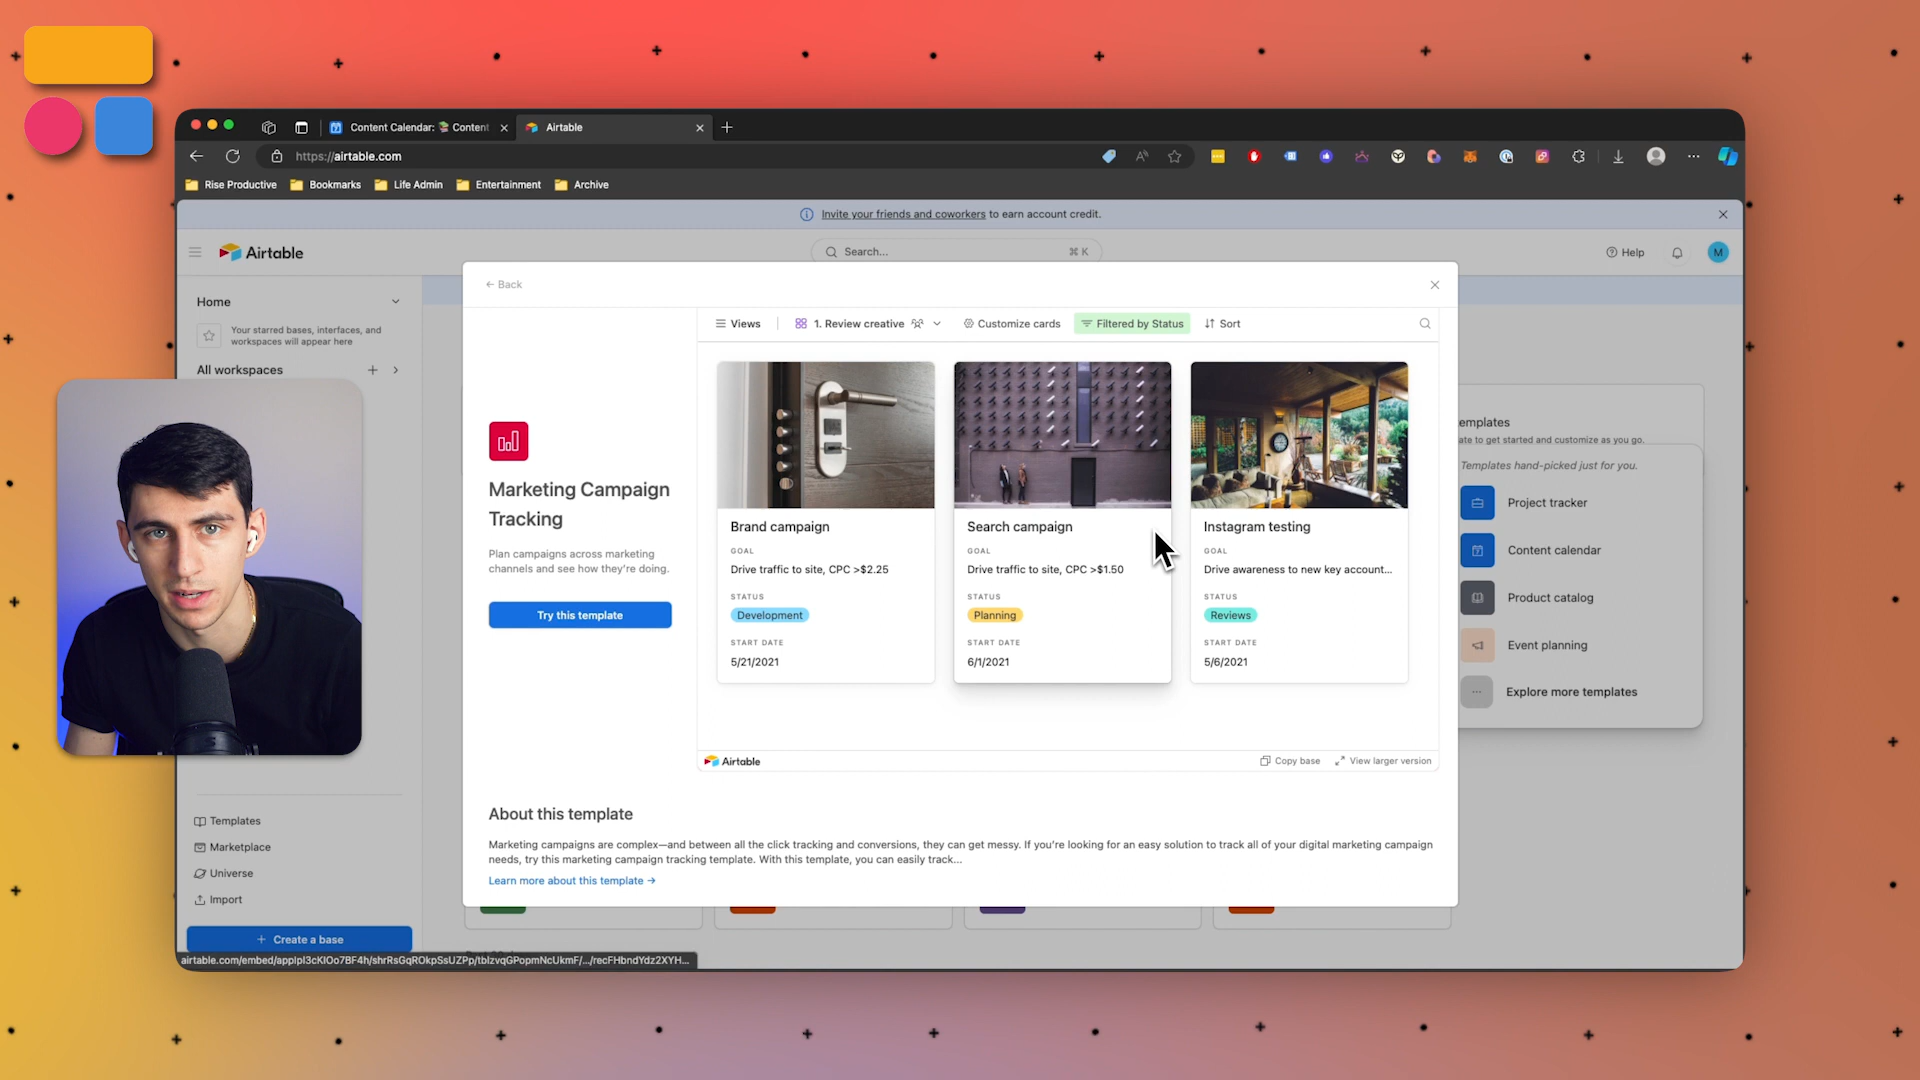 Content Calendar: Content
Airtable
https://airtable.com
Rise Productive
Bookmarks
Life Admin
Entertainment
Archive
Invite your friends and coworkers to earn account credit.
Airtable
Search...
⌘ K
Help
M
← Back
Home
Your starred bases, interfaces, and
workspaces will appear here
All workspaces
Views
1. Review creative
Customize cards
Filtered by Status
Sort
Marketing Campaign
Tracking
Plan campaigns across marketing
channels and see how they're doing.
Try this template
Brand campaign
GOAL
Drive traffic to site, CPC >$2.25
STATUS
Development
START DATE
5/21/2021
Search campaign
GOAL
Drive traffic to site, CPC >$1.50
STATUS
Planning
START DATE
6/1/2021
Instagram testing
GOAL
Drive awareness to new key account...
STATUS
Reviews
START DATE
5/6/2021
Airtable
Copy base
View larger version
emplates
ate to get started and customize as you go.
Templates hand-picked just for you.
Project tracker
Content calendar
Product catalog
Event planning
Explore more templates
About this template
Marketing campaigns are complex—and between all the click tracking and conversions, they can get messy. If you're looking for an easy solution to track all of your digital marketing campaign
needs, try this marketing campaign tracking template. With this template, you can easily track...
Learn more about this template →
Templates
Marketplace
Universe
Import
+ Create a base